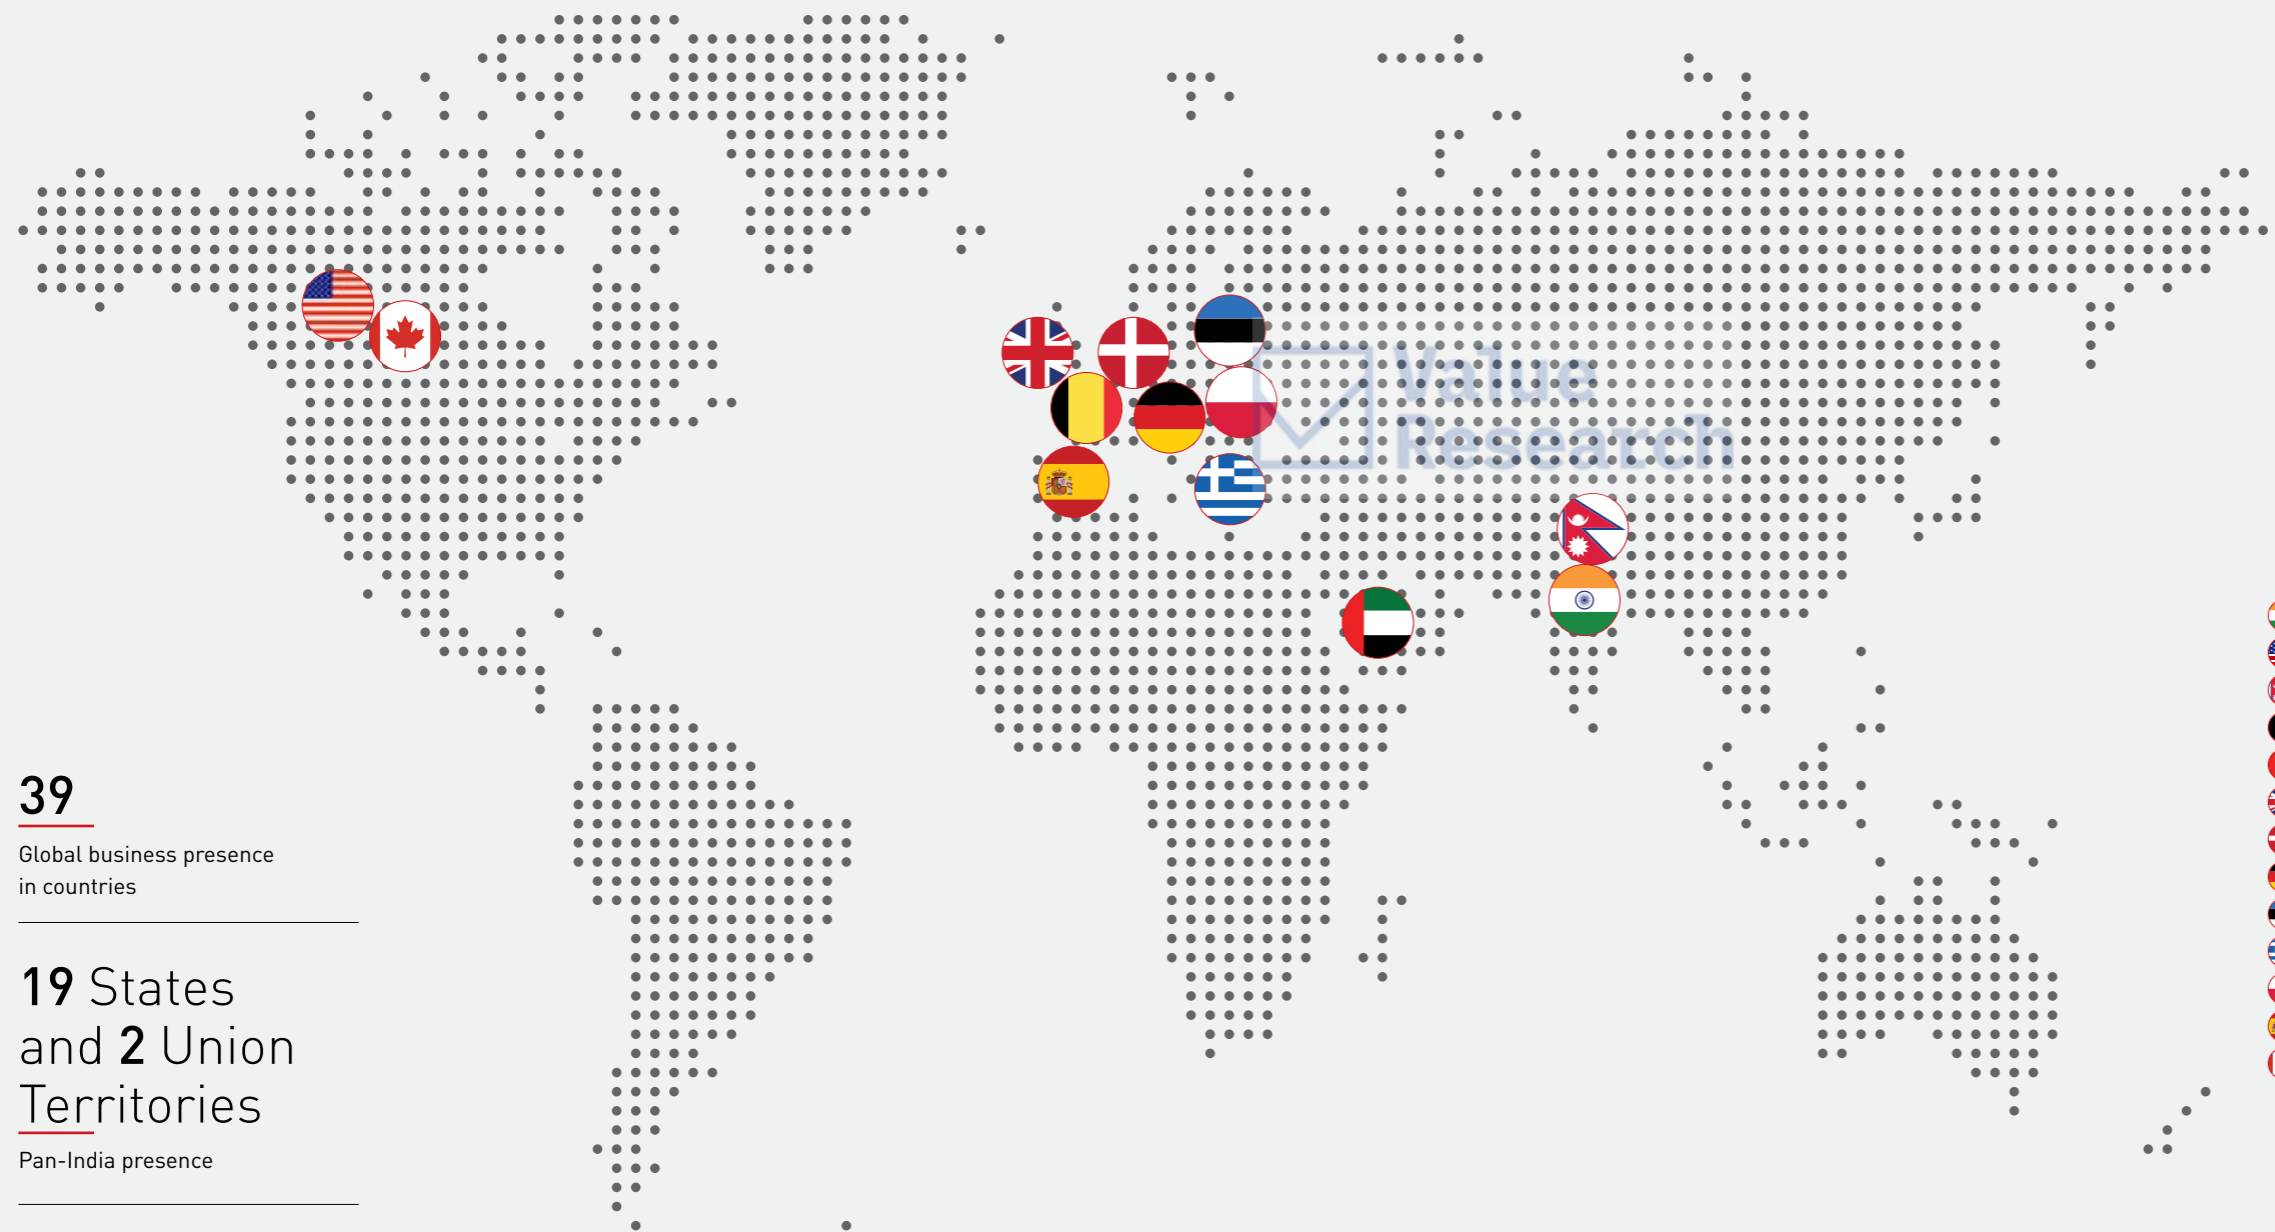 Value
Research
39
Global business presence
in countries
19 States
and 2 Union
Territories
Pan-India presence